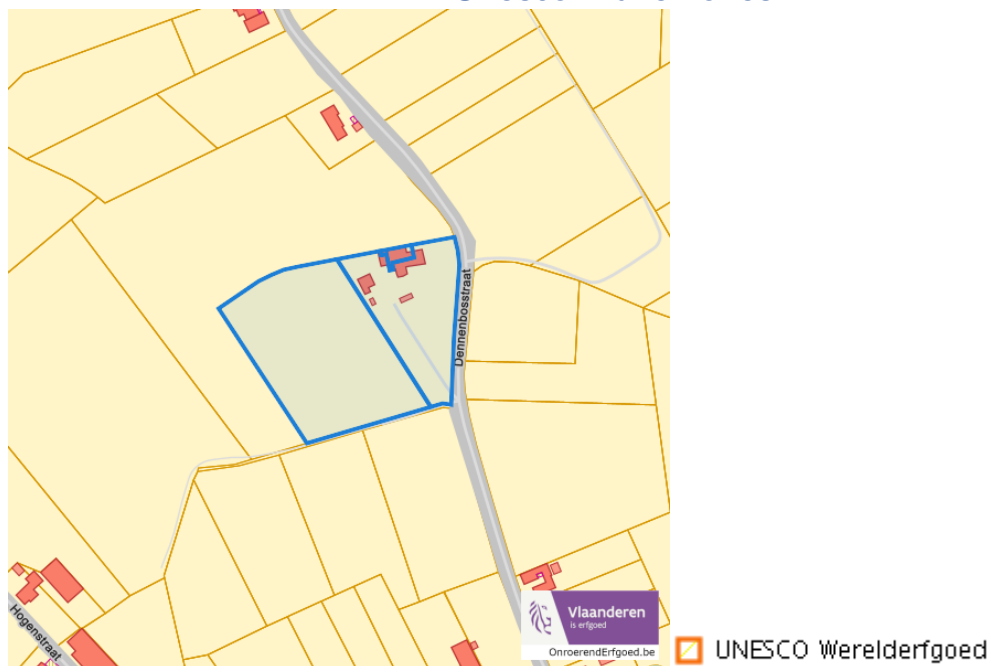 Dennenbosstraat
Hogenstraat
Vlaanderen
is erfgoed
OnroerendErfgoed.be
UNESCO Werelderfgoed